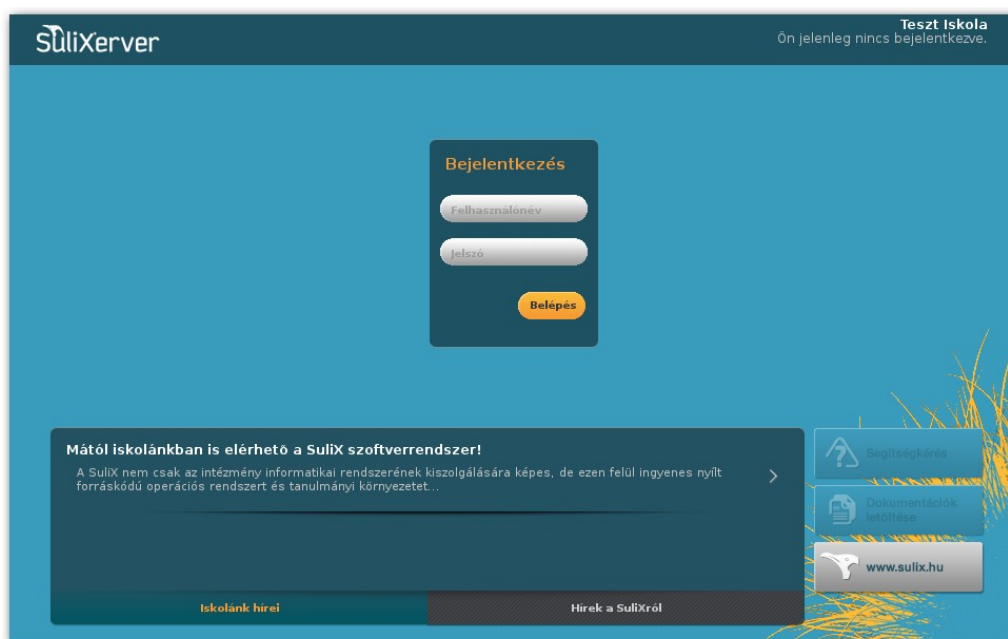 SuliXerver
Teszt Iskola
Ön jelenleg nincs bejelentkezve.
Bejelentkezés
Felhasználónév
Jelszó
Belépés
Mától iskolánkban is elérhető a SuliX szoftverrendszer!
A SuliX nem csak az intézmény informatikai rendszerének kiszolgálására képes, de ezen felül ingyenes nyílt
forráskódú operációs rendszert és tanulmányi környezetet...
Iskolánk hírei
Hírek a SuliXról
Segítségkérés
Dokumentációk
letöltése
www.sulix.hu